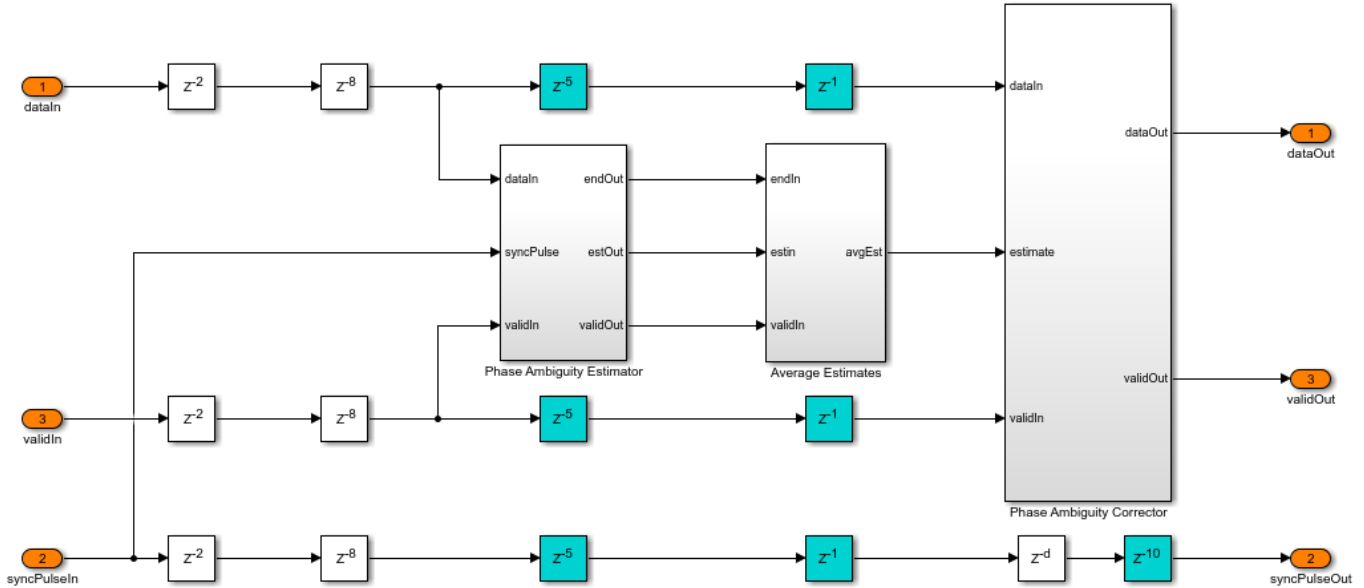 1
dataIn
z-2
z-8
z-5
z-1
dataIn
dataOut
1
dataOut
dataIn
endOut
endIn
syncPulse
estOut
estin
avgEst
estimate
validIn
validOut
validIn
Phase Ambiguity Estimator
Average Estimates
validOut
3
validOut
3
validIn
z-2
z-8
z-5
z-1
validIn
Phase Ambiguity Corrector
2
syncPulseIn
z-2
z-8
z-5
z-1
z-d
z-10
2
syncPulseOut